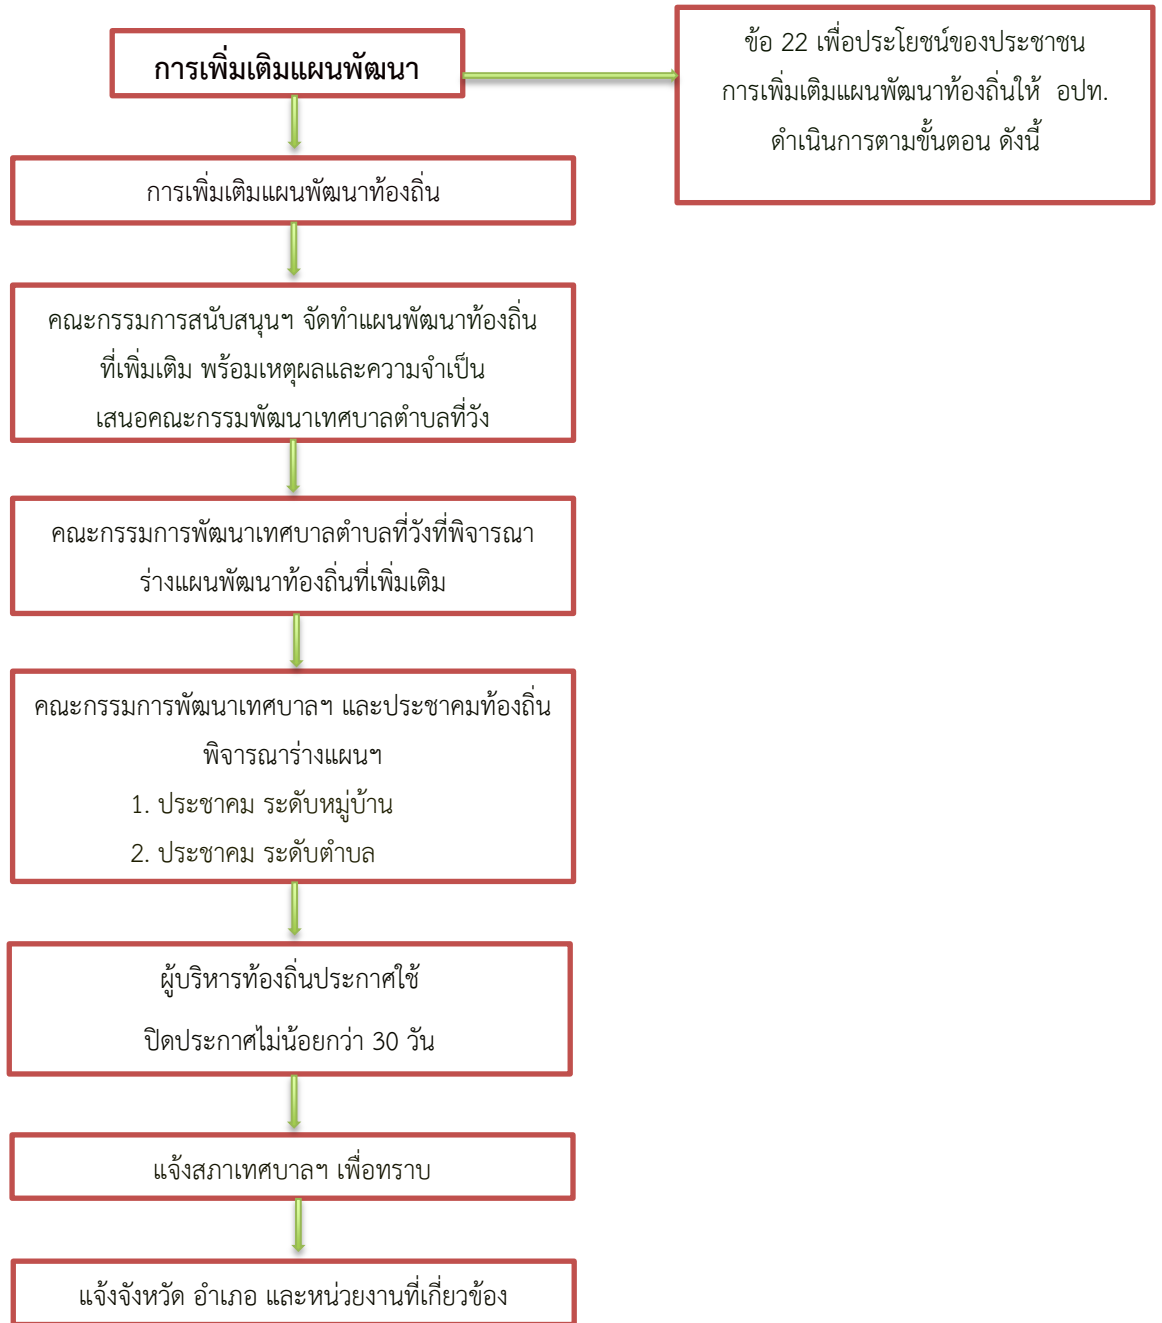 การเพิ่มเติมแผนพัฒนา
ข้อ 22 เพื่อประโยชน์ของประชาชน
การเพิ่มเติมแผนพัฒนาท้องถิ่นให้ อปท.
ดำเนินการตามขั้นตอน ดังนี้
การเพิ่มเติมแผนพัฒนาท้องถิ่น
คณะกรรมการสนับสนุนฯ จัดทำแผนพัฒนาท้องถิ่น
ที่เพิ่มเติม พร้อมเหตุผลและความจำเป็น
เสนอคณะกรรมพัฒนาเทศบาลตำบลที่วัง
คณะกรรมการพัฒนาเทศบาลตำบลที่วังที่พิจารณา
ร่างแผนพัฒนาท้องถิ่นที่เพิ่มเติม
คณะกรรมการพัฒนาเทศบาลฯ และประชาคมท้องถิ่น
พิจารณาร่างแผนฯ
1. ประชาคม ระดับหมู่บ้าน
2. ประชาคม ระดับตำบล
ผู้บริหารท้องถิ่นประกาศใช้
ปิดประกาศไม่น้อยกว่า 30 วัน
แจ้งสภาเทศบาลฯ เพื่อทราบ
แจ้งจังหวัด อำเภอ และหน่วยงานที่เกี่ยวข้อง